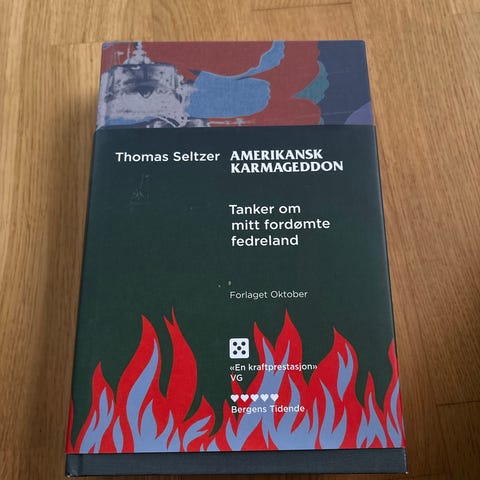 Thomas Seltzer
AMERIKANSK
KARMAGEDDON
Tanker om
mitt fordømte
fedreland
Forlaget Oktober
«En kraftprestasjon»
VG
Bergens Tidende